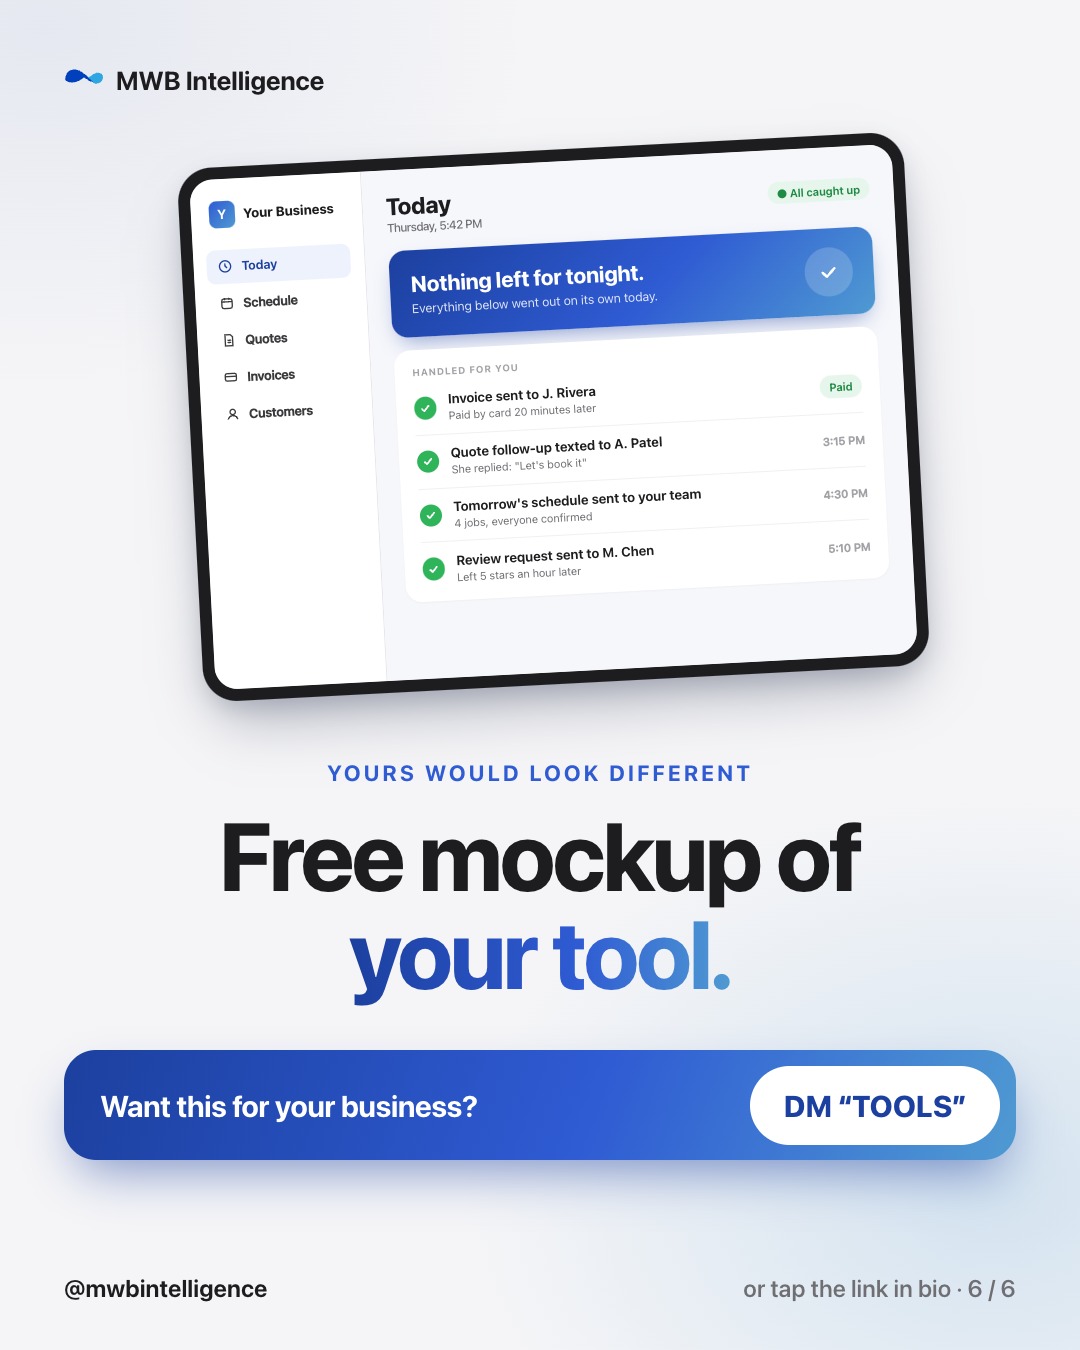 MWB Intelligence
Y
Your Business
Today
Schedule
Quotes
Invoices
Customers
Today
Thursday, 5:42 PM
All caught up
Nothing left for tonight.
Everything below went out on its own today.
HANDLED FOR YOU
Invoice sent to J. Rivera
Paid by card 20 minutes later
Paid
Quote follow-up texted to A. Patel
She replied: "Let's book it"
3:15 PM
Tomorrow's schedule sent to your team
4 jobs, everyone confirmed
4:30 PM
Review request sent to M. Chen
Left 5 stars an hour later
5:10 PM
YOURS WOULD LOOK DIFFERENT
Free mockup of
your tool.
Want this for your business?
DM “TOOLS”
@mwbintelligence
or tap the link in bio · 6 / 6